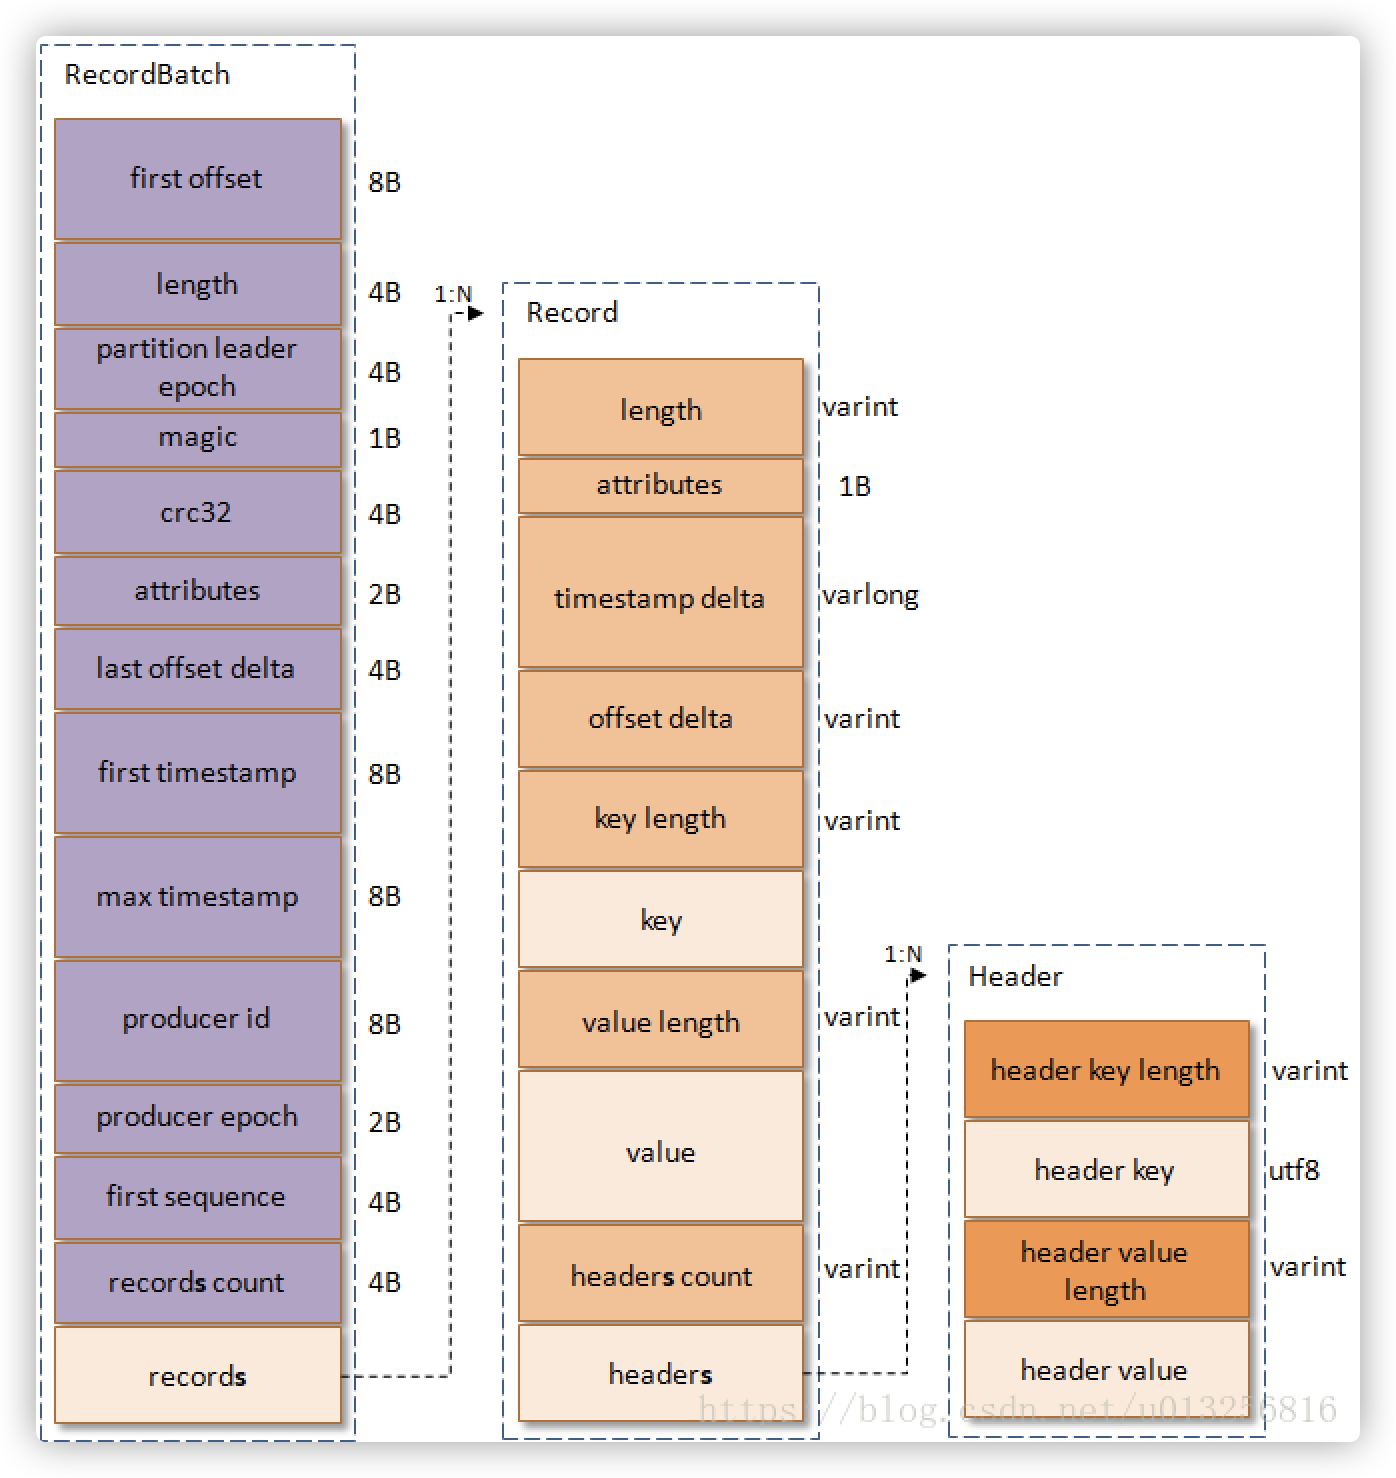 RecordBatch
first offset
8B
length
4B
partition leader
epoch
4B
magic
1B
crc32
4B
attributes
2B
last offset delta
4B
first timestamp
8B
max timestamp
8B
producer id
8B
producer epoch
2B
first sequence
4B
records count
4B
records
1:N
Record
length
varint
attributes
1B
timestamp delta
varlong
offset delta
varint
key length
varint
key
value length
varint
value
headers count
varint
headers
1:N
Header
header key length
varint
header key
utf8
header value
length
varint
header value
https://blog.csdn.net/u013256816